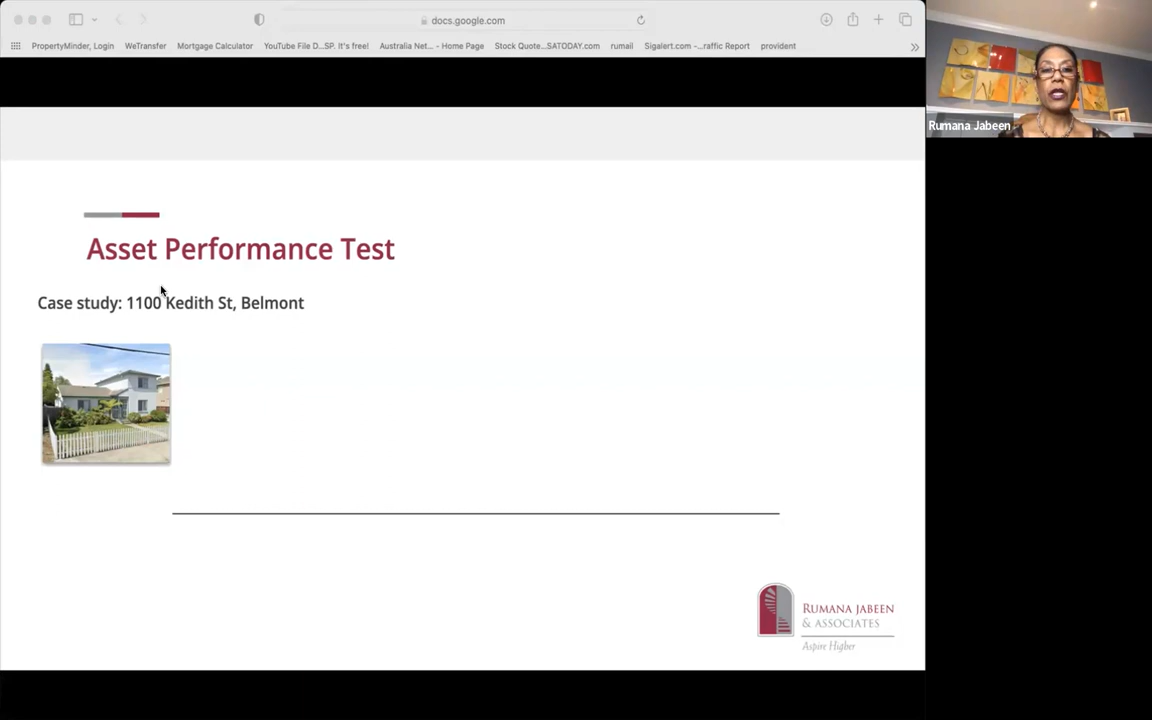 docs.google.com
PropertyMinder, Login WeTransfer Mortgage Calculator YouTube File D...SP. It's free! Australia Net... - Home Page Stock Quote...SATODAY.com rumail Sigalert.com -...raffic Report provident
Rumana Jabeen
Asset Performance Test
Case study: 1100 Kedith St, Belmont
RUMANA JABEEN
& ASSOCIATES
Aspire Higher